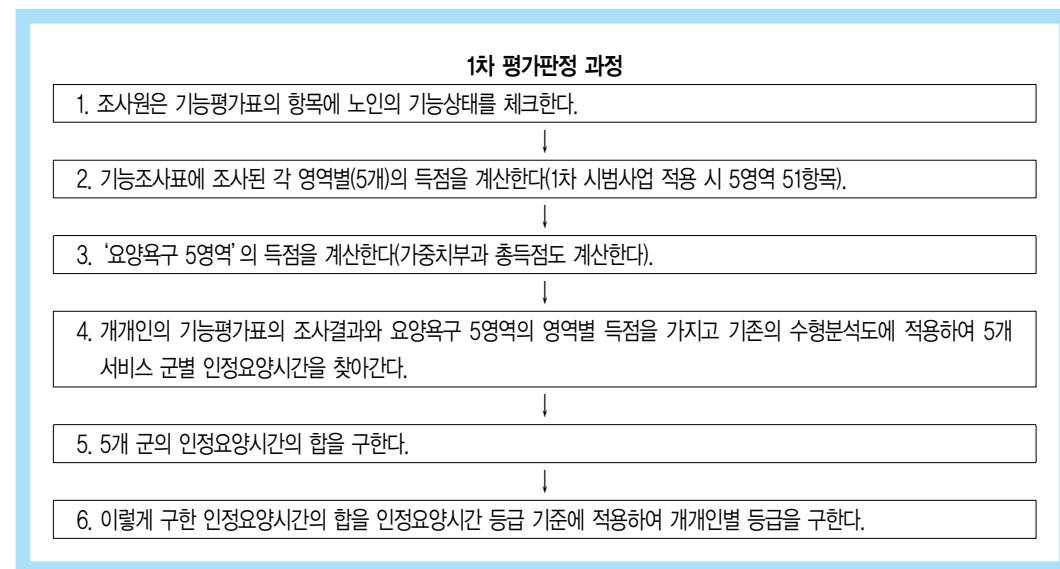 1차 평가판정 과정
1. 조사원은 기능평가표의 항목에 노인의 기능상태를 체크한다.
↓
2. 기능조사표에 조사된 각 영역별(5개)의 득점을 계산한다(1차 시범사업 적용 시 5영역 51항목).
↓
3. ‘요양욕구 5영역’의 득점을 계산한다(가중치부과 총득점도 계산한다).
↓
4. 개개인의 기능평가표의 조사결과와 요양욕구 5영역의 영역별 득점을 가지고 기존의 수형분석도에 적용하여 5개
서비스 군별 인정요양시간을 찾아간다.
↓
5. 5개 군의 인정요양시간의 합을 구한다.
↓
6. 이렇게 구한 인정요양시간의 합을 인정요양시간 등급 기준에 적용하여 개개인별 등급을 구한다.